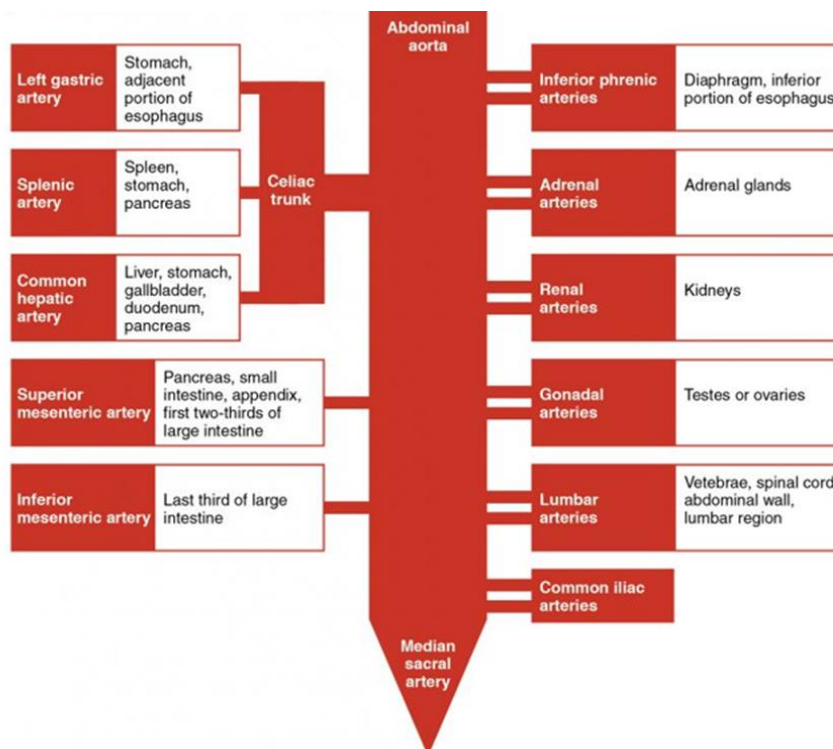 Abdominal
aorta
Left gastric
artery
Stomach,
adjacent
portion of
esophagus
Splenic
artery
Spleen,
stomach,
pancreas
Common
hepatic
artery
Liver, stomach,
gallbladder,
duodenum,
pancreas
Celiac
trunk
Superior
mesenteric artery
Pancreas, small
intestine, appendix,
first two-thirds of
large intestine
Inferior
mesenteric artery
Last third of large
intestine
Inferior phrenic
arteries
Diaphragm, inferior
portion of esophagus
Adrenal
arteries
Adrenal glands
Renal
arteries
Kidneys
Gonadal
arteries
Testes or ovaries
Lumbar
arteries
Vetebrae, spinal cord
abdominal wall,
lumbar region
Common iliac
arteries
Median
sacral
artery